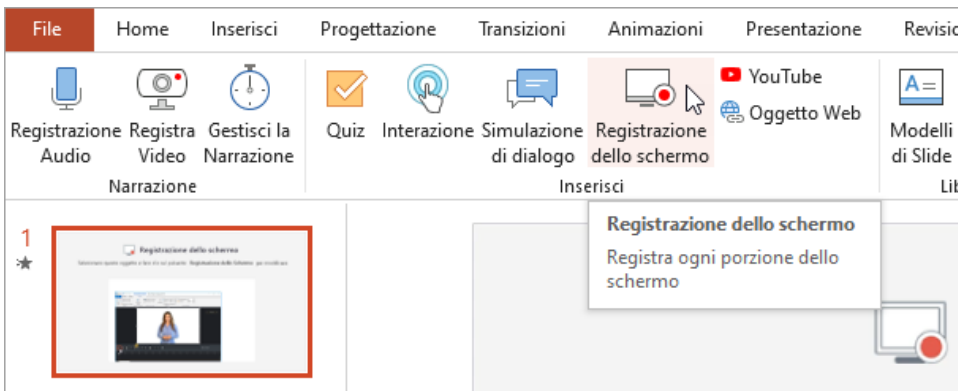 File Home Inserisci Progettazione Transizioni Animazioni Presentazione Revisio
Registrazione Audio
Registra Video
Gestisci la Narrazione
Narrazione
Quiz
Interazione
Simulazione di dialogo
Registrazione dello schermo
YouTube
Oggetto Web
Inserisci
A
Modelli di Slide
Lib
Registrazione dello schermo
Registra ogni porzione dello
schermo
1
Registrazione dello schermo